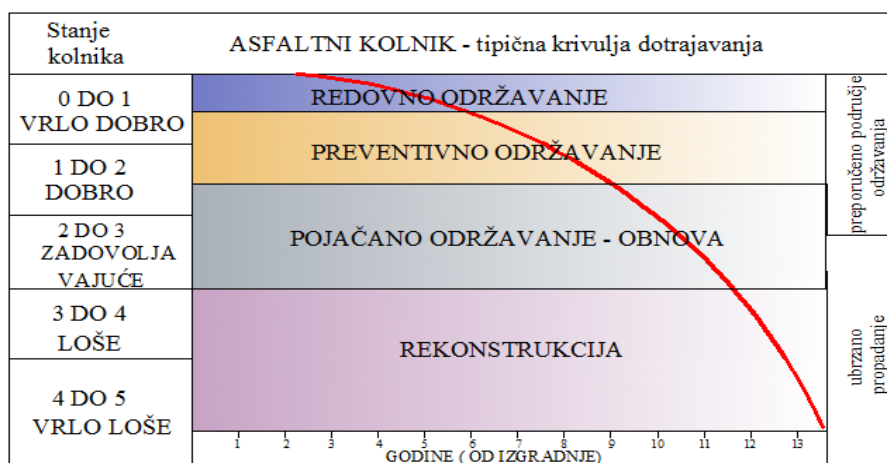 Stanje
kolnika
ASFALTNI KOLNIK - tipična krivulja dotrajavanja
0 DO 1
VRLO DOBRO
1 DO 2
DOBRO
2 DO 3
ZADOVOLJA
VAJUĆE
3 DO 4
LOŠE
4 DO 5
VRLO LOŠE
REDOVNO ODRŽAVANJE
PREVENTIVNO ODRŽAVANJE
POJAČANO ODRŽAVANJE - OBNOVA
REKONSTRUKCIJA
preporučeno područje
održavanja
ubrzano
propadanje
1 2 3 4 5 6 7 8 9 10 11 12 13
GODINE ( OD IZGRADNJE)